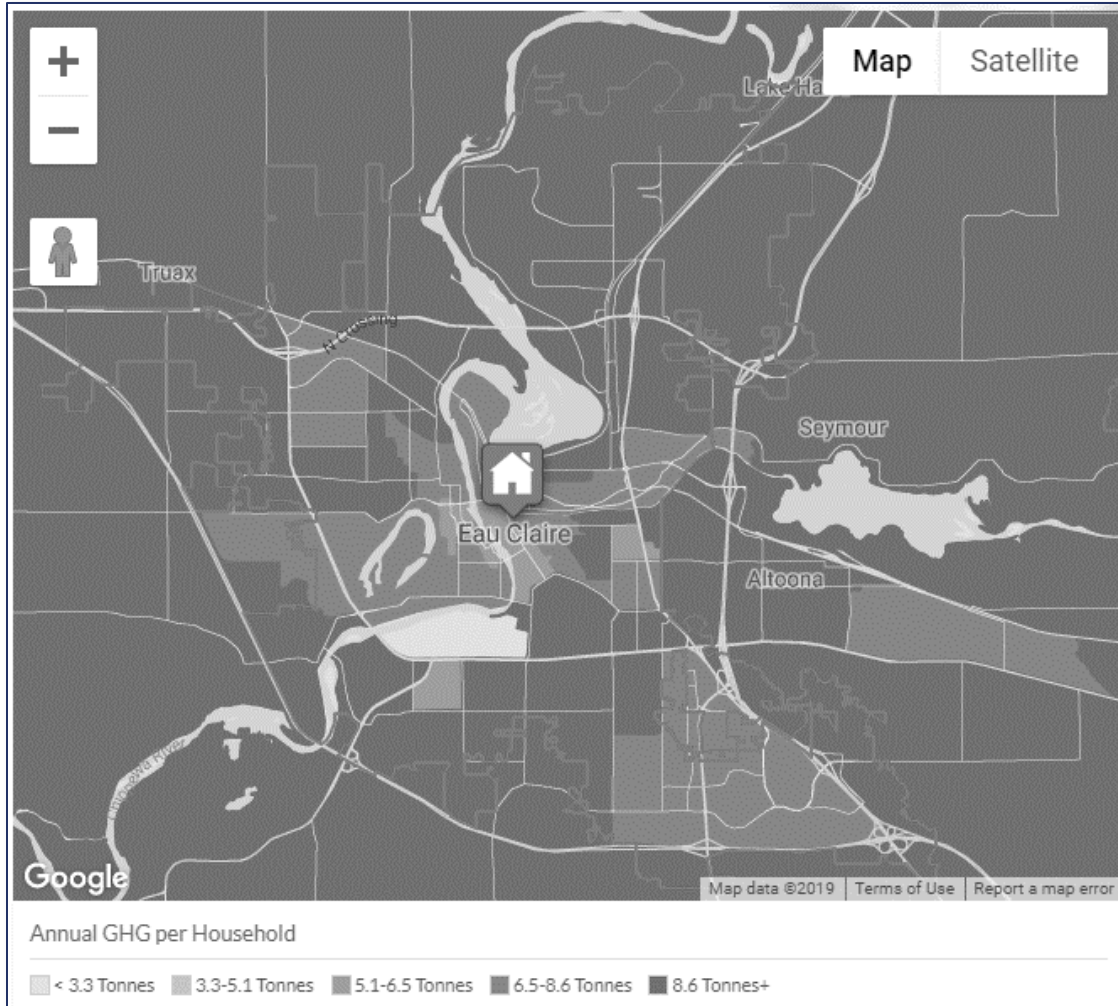 +
Map Satellite
−
Lake Ha
Truax
N Crossing
Seymour
Eau Claire
Altoona
Chippewa River
Google
Map data ©2019 Terms of Use Report a map error
Annual GHG per Household
< 3.3 Tonnes 3.3-5.1 Tonnes 5.1-6.5 Tonnes 6.5-8.6 Tonnes 8.6 Tonnes+